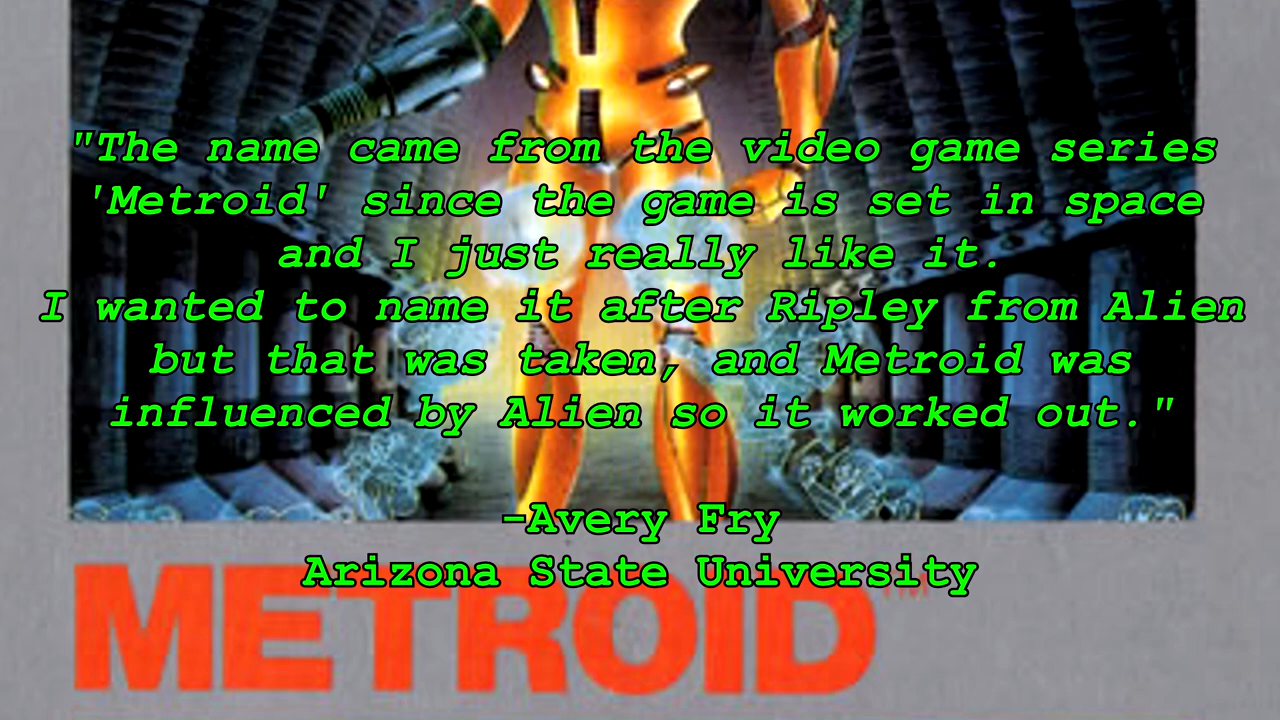 "The name came from the video game series
'Metroid' since the game is set in space
and I just really like it.
I wanted to name it after Ripley from Alien
but that was taken, and Metroid was
influenced by Alien so it worked out."
-Avery Fry
Arizona State University
METROID™